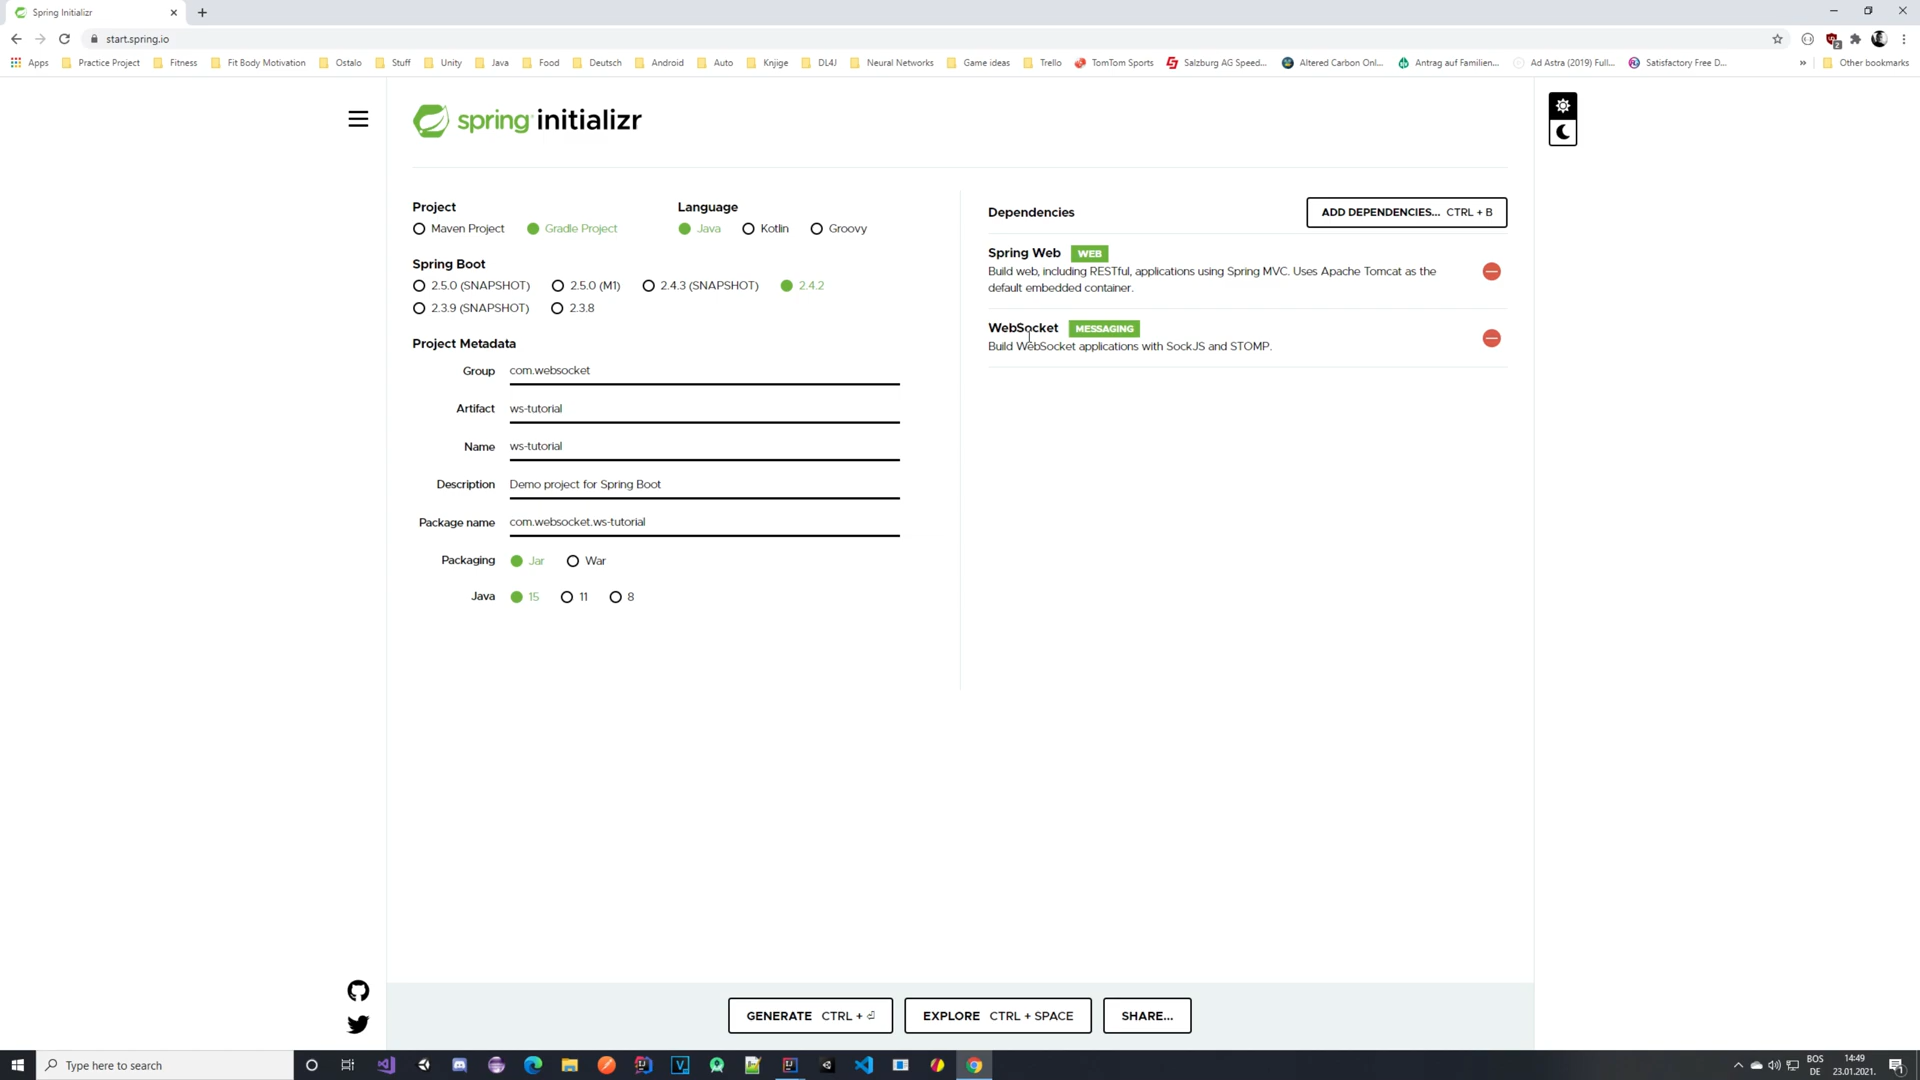 Spring Initializr
start.spring.io
2
Apps Practice Project Fitness Fit Body Motivation Ostalo Stuff Unity Java Food Deutsch Android Auto Knjige DL4J Neural Networks Game ideas Trello TomTom Sports Salzburg AG Speed... Altered Carbon Onl... Antrag auf Familien... Ad Astra (2019) Full... Satisfactory Free D... » Other bookmarks
spring initializr
Project
Maven Project Gradle Project
Language
Java Kotlin Groovy
Spring Boot
2.5.0 (SNAPSHOT) 2.5.0 (M1) 2.4.3 (SNAPSHOT) 2.4.2
2.3.9 (SNAPSHOT) 2.3.8
Project Metadata
Group com.websocket
Artifact ws-tutorial
Name ws-tutorial
Description Demo project for Spring Boot
Package name com.websocket.ws-tutorial
Packaging Jar War
Java 15 11 8
Dependencies
ADD DEPENDENCIES... CTRL + B
Spring Web WEB
Build web, including RESTful, applications using Spring MVC. Uses Apache Tomcat as the
default embedded container.
WebSocket MESSAGING
Build WebSocket applications with SockJS and STOMP.
GENERATE CTRL + ⏎
EXPLORE CTRL + SPACE
SHARE...
Type here to search
BOS
DE
14:49
23.01.2021.